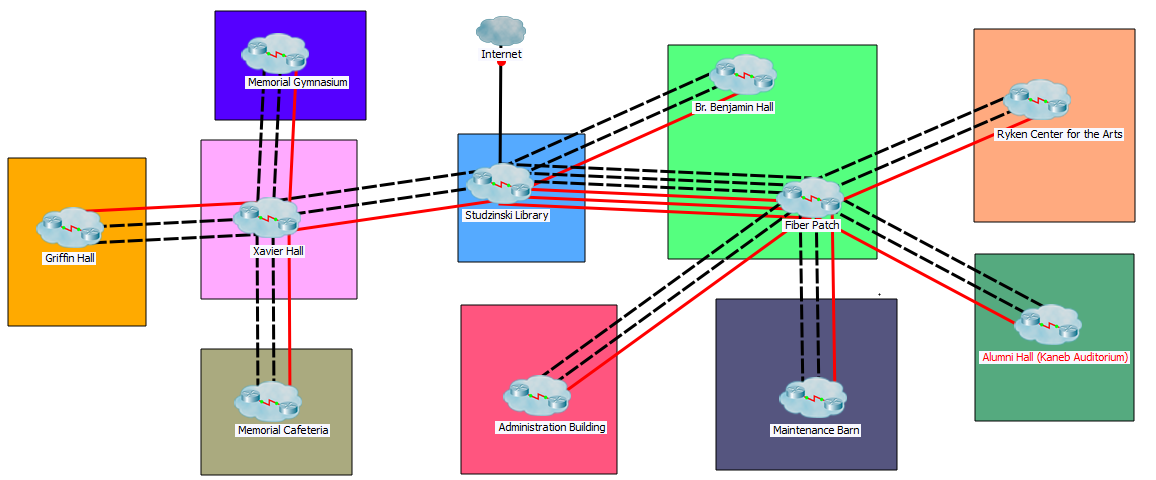 Internet
Memorial Gymnasium
Br. Benjamin Hall
Ryken Center for the Arts
Studzinski Library
Fiber Patch
Xavier Hall
Griffin Hall
Alumni Hall (Kaneb Auditorium)
Administration Building
Maintenance Barn
Memorial Cafeteria